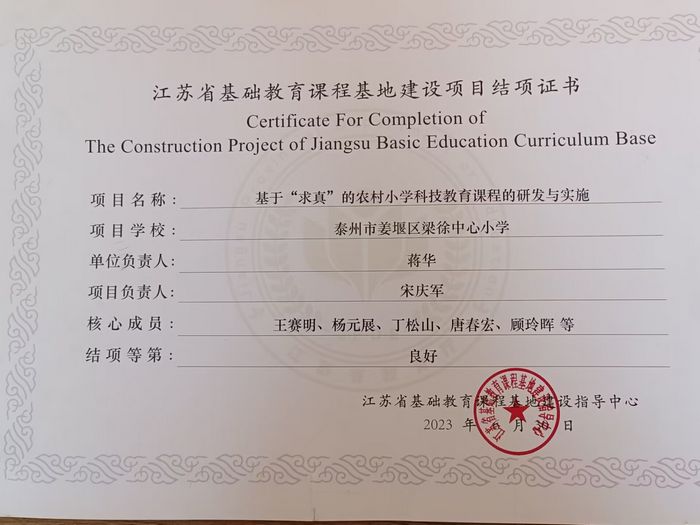 江苏省基础教育课程基地建设项目结项证书
Certificate For Completion of
The Construction Project of Jiangsu Basic Education Curriculum Base
项目名称： 基于“求真”的农村小学科技教育课程的研发与实施
项目学校： 泰州市姜堰区梁徐中心小学
单位负责人： 蒋华
项目负责人： 宋庆军
核心成员： 王赛明、杨元展、丁松山、唐春宏、顾玲晖 等
结项等第： 良好
江苏省基础教育课程基地建设指导中心
2023 年 月 日